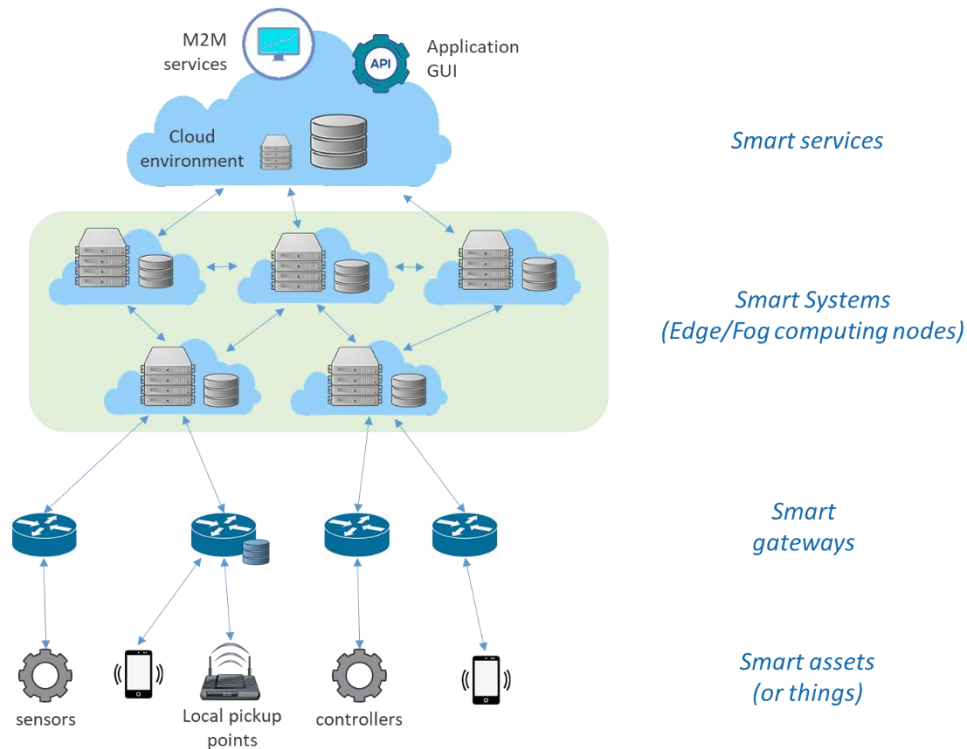 M2M
services
Application
GUI
API
Cloud
environment
Smart services
Smart Systems
(Edge/Fog computing nodes)
Smart
gateways
Smart assets
(or things)
sensors
Local pickup
points
controllers